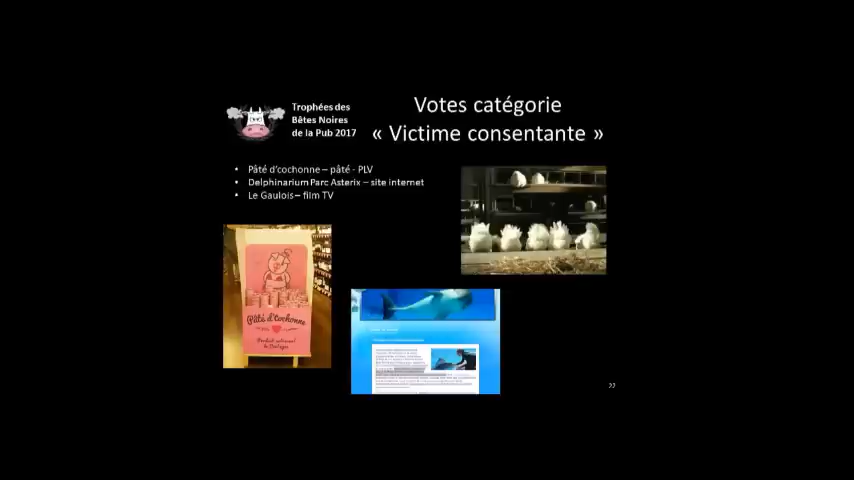 Trophées des
Bêtes Noires
de la Pub 2017
Votes catégorie
« Victime consentante »
• Pâté d'cochonne – pâté - PLV
• Delphinarium Parc Asterix – site internet
• Le Gaulois – film TV
Pâté d'Cochonne